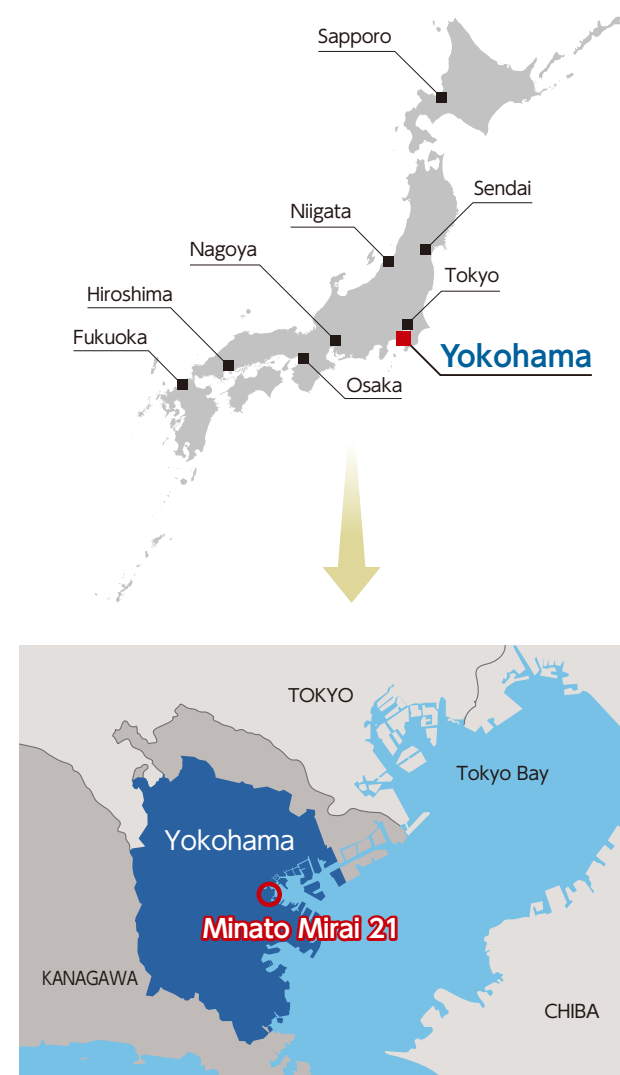 Sapporo
Sendai
Niigata
Nagoya
Tokyo
Hiroshima
Fukuoka
Yokohama
Osaka
TOKYO
Tokyo Bay
Yokohama
Minato Mirai 21
KANAGAWA
CHIBA